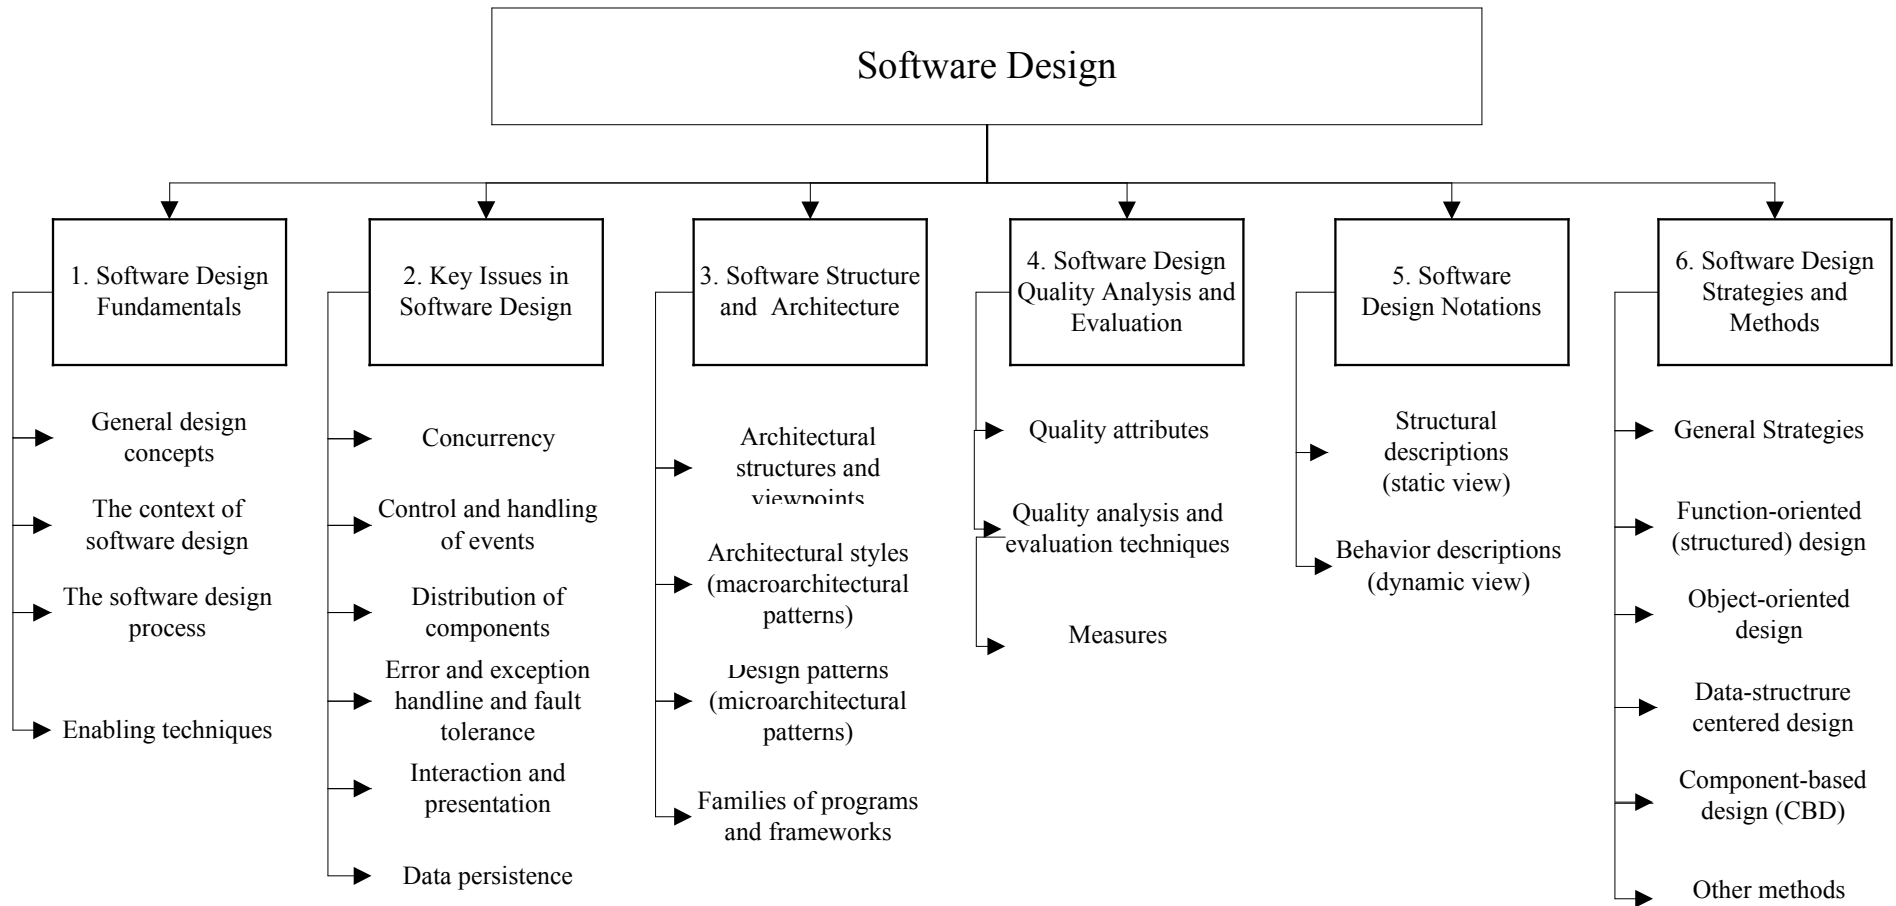 Software Design
1. Software Design
Fundamentals
General design
concepts
The context of
software design
The software design
process
Enabling techniques
2. Key Issues in
Software Design
Concurrency
Control and handling
of events
Distribution of
components
Error and exception
handline and fault
tolerance
Interaction and
presentation
Data persistence
3. Software Structure
and Architecture
Architectural
structures and
viewpoints
Architectural styles
(macroarchitectural
patterns)
Design patterns
(microarchitectural
patterns)
Families of programs
and frameworks
4. Software Design
Quality Analysis and
Evaluation
Quality attributes
Quality analysis and
evaluation techniques
Measures
5. Software
Design Notations
Structural
descriptions
(static view)
Behavior descriptions
(dynamic view)
6. Software Design
Strategies and
Methods
General Strategies
Function-oriented
(structured) design
Object-oriented
design
Data-structrure
centered design
Component-based
design (CBD)
Other methods